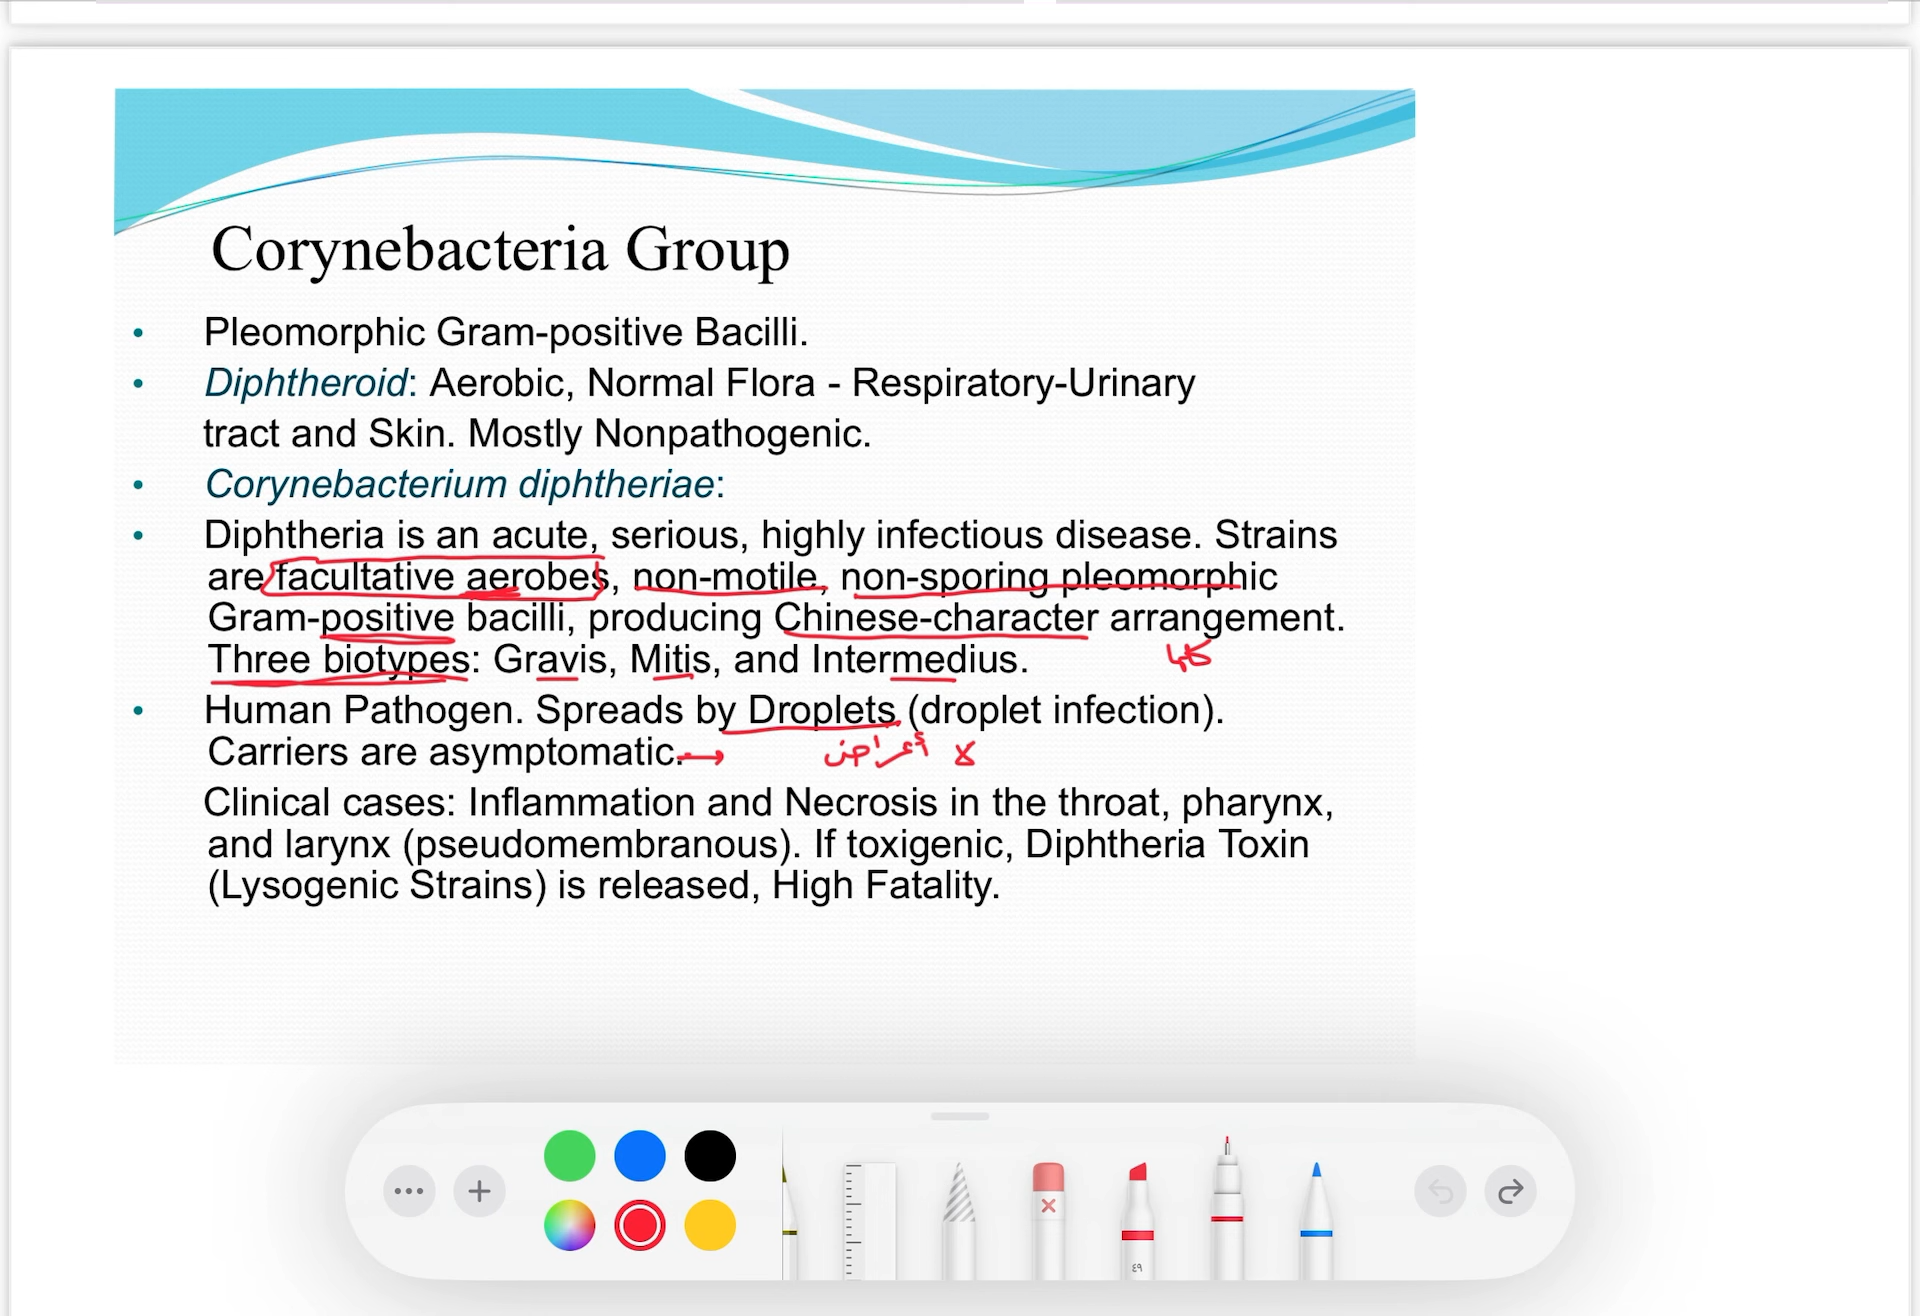 Corynebacteria Group
• Pleomorphic Gram-positive Bacilli.
• Diphtheroid: Aerobic, Normal Flora - Respiratory-Urinary
tract and Skin. Mostly Nonpathogenic.
• Corynebacterium diphtheriae:
• Diphtheria is an acute, serious, highly infectious disease. Strains
are facultative aerobes, non-motile, non-sporing pleomorphic
Gram-positive bacilli, producing Chinese-character arrangement.
Three biotypes: Gravis, Mitis, and Intermedius.
• Human Pathogen. Spreads by Droplets (droplet infection).
Carriers are asymptomatic.
لا أعراض
Clinical cases: Inflammation and Necrosis in the throat, pharynx,
and larynx (pseudomembranous). If toxigenic, Diphtheria Toxin
(Lysogenic Strains) is released, High Fatality.
٤٩